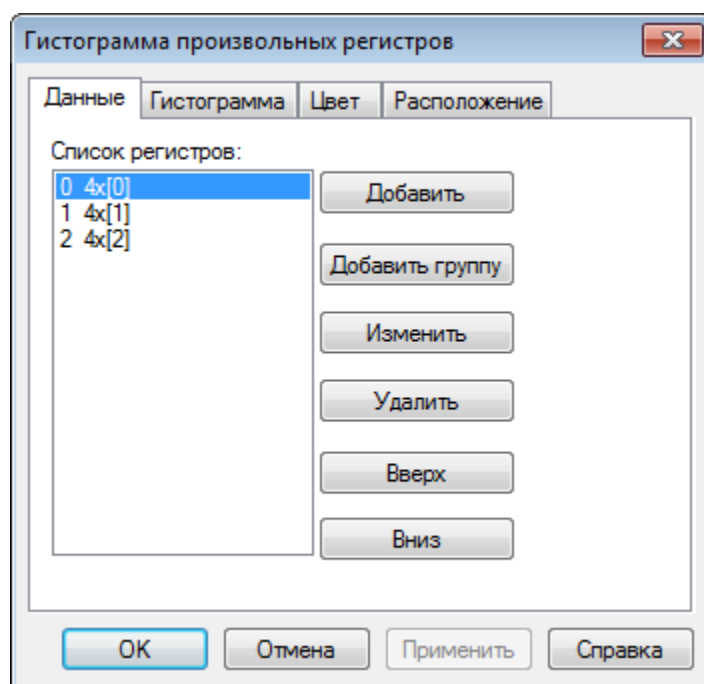 Гистограмма произвольных регистров
Данные Гистограмма Цвет Расположение
Список регистров:
0 4x[0]
1 4x[1]
2 4x[2]
Добавить
Добавить группу
Изменить
Удалить
Вверх
Вниз
OK Отмена Применить Справка